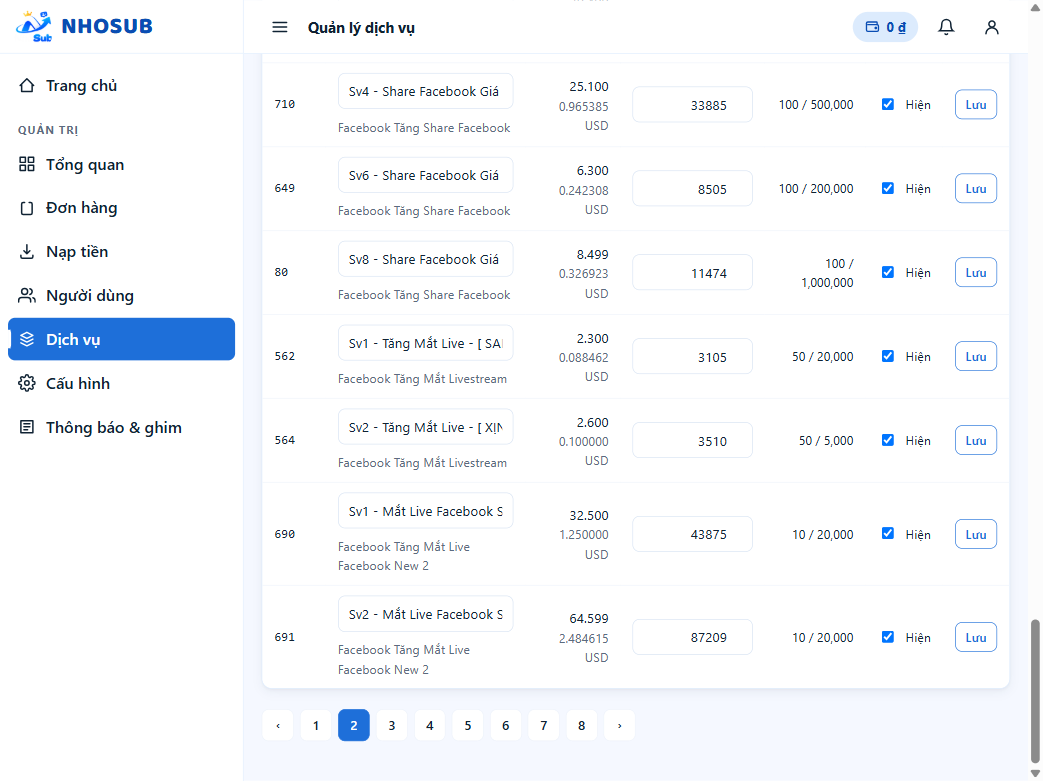 Sub
NHOSUB
Quản lý dịch vụ
0 ₫
Trang chủ
QUẢN TRỊ
Tổng quan
Đơn hàng
Nạp tiền
Người dùng
Dịch vụ
Cấu hình
Thông báo & ghim
710
Sv4 - Share Facebook Giá
Facebook Tăng Share Facebook
25.100
0.965385
USD
33885
100 / 500,000
Hiện
Lưu
649
Sv6 - Share Facebook Giá
Facebook Tăng Share Facebook
6.300
0.242308
USD
8505
100 / 200,000
Hiện
Lưu
80
Sv8 - Share Facebook Giá
Facebook Tăng Share Facebook
8.499
0.326923
USD
11474
100 /
1,000,000
Hiện
Lưu
562
Sv1 - Tăng Mắt Live - [ SA
Facebook Tăng Mắt Livestream
2.300
0.088462
USD
3105
50 / 20,000
Hiện
Lưu
564
Sv2 - Tăng Mắt Live - [ XỊN
Facebook Tăng Mắt Livestream
2.600
0.100000
USD
3510
50 / 5,000
Hiện
Lưu
690
Sv1 - Mắt Live Facebook S
Facebook Tăng Mắt Live
Facebook New 2
32.500
1.250000
USD
43875
10 / 20,000
Hiện
Lưu
691
Sv2 - Mắt Live Facebook S
Facebook Tăng Mắt Live
Facebook New 2
64.599
2.484615
USD
87209
10 / 20,000
Hiện
Lưu
‹ 1 2 3 4 5 6 7 8 ›